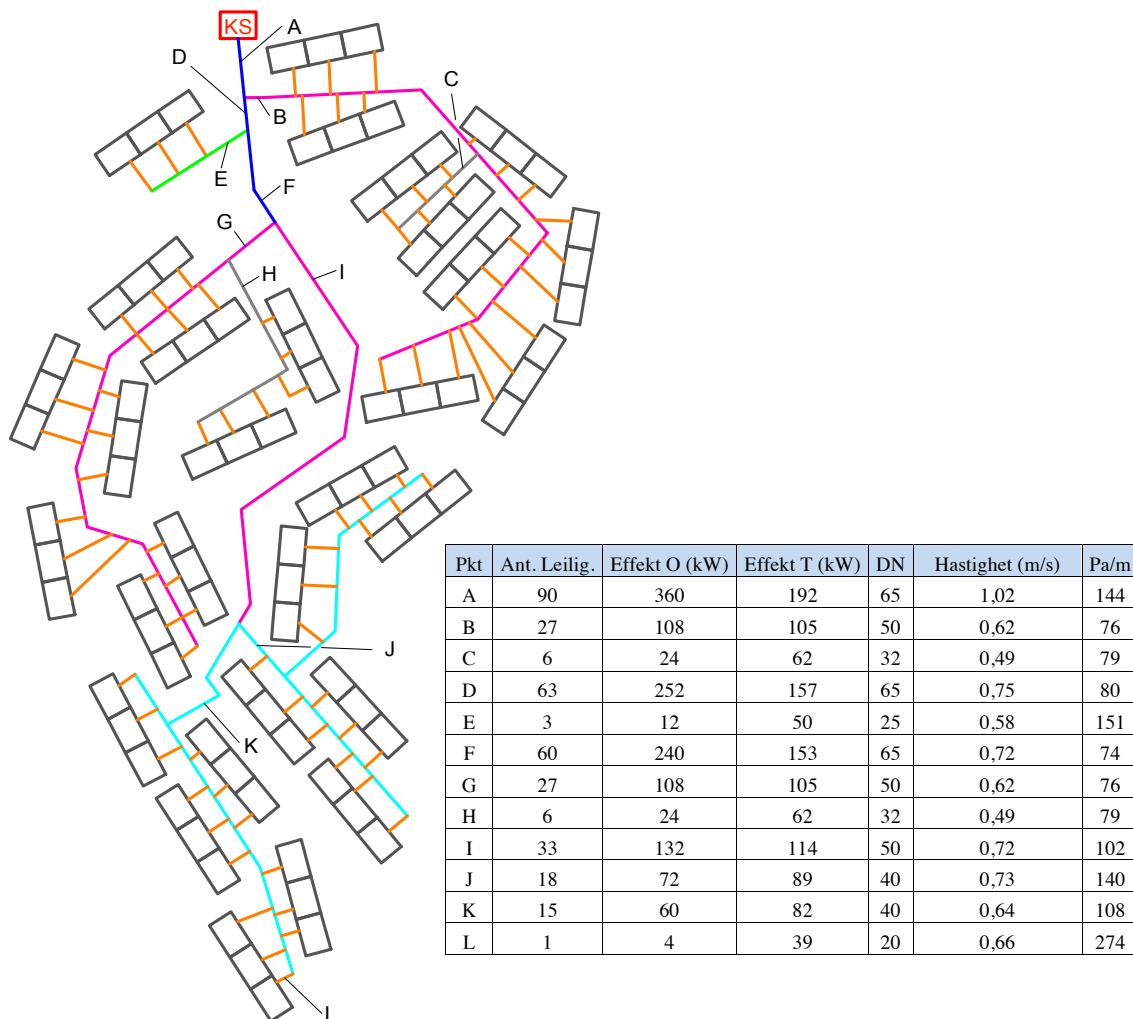 KS
A
D
C
B
E
F
G
H
I
J
K
L
Pkt Ant. Leilig. Effekt O (kW) Effekt T (kW) DN Hastighet (m/s) Pa/m
A 90 360 192 65 1,02 144
B 27 108 105 50 0,62 76
C 6 24 62 32 0,49 79
D 63 252 157 65 0,75 80
E 3 12 50 25 0,58 151
F 60 240 153 65 0,72 74
G 27 108 105 50 0,62 76
H 6 24 62 32 0,49 79
I 33 132 114 50 0,72 102
J 18 72 89 40 0,73 140
K 15 60 82 40 0,64 108
L 1 4 39 20 0,66 274